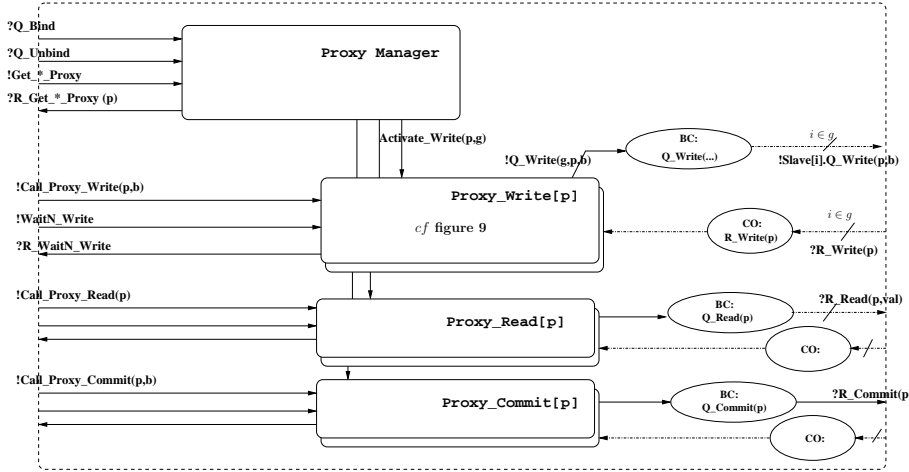 ?Q_Bind
Proxy Manager
?Q_Unbind
!Get_*_Proxy
?R_Get_*_Proxy (p)
Activate_Write(p,g)
BC:
Q_Write(...)
i ∈ g
!Q_Write(g,p,b)
!Slave[i].Q_Write(p,b)
!Call_Proxy_Write(p,b)
Proxy_Write[p]
!WaitN_Write
cf figure 9
CO:
R_Write(p)
i ∈ g
?R_WaitN_Write
?R_Write(p)
!Call_Proxy_Read(p)
Proxy_Read[p]
BC:
Q_Read(p)
?R_Read(p,val)
CO:
!Call_Proxy_Commit(p,b)
Proxy_Commit[p]
BC:
Q_Commit(p)
?R_Commit(p
CO: